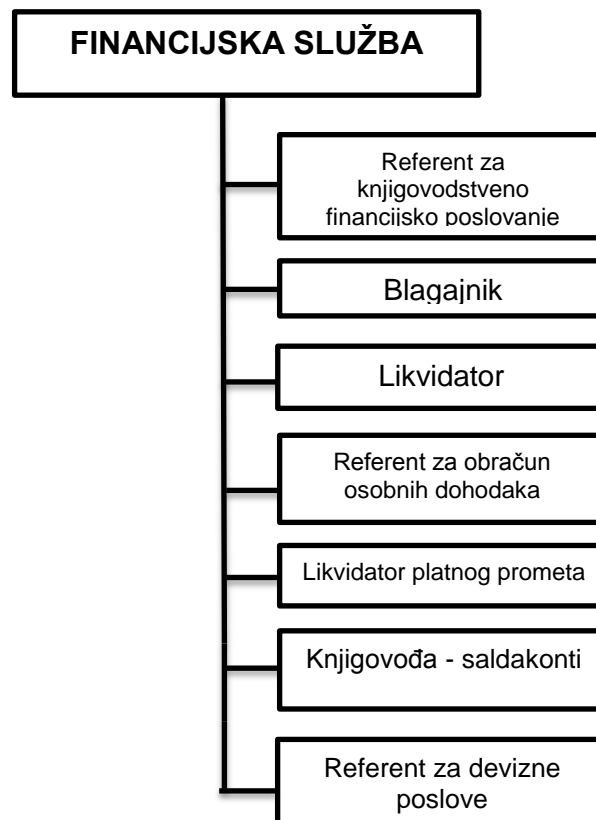 FINANCIJSKA SLUŽBA
Referent za
knjigovodstveno
financijsko poslovanje
Blagajnik
Likvidator
Referent za obračun
osobnih dohodaka
Likvidator platnog prometa
Knjigovođa - saldakonti
Referent za devizne
poslove